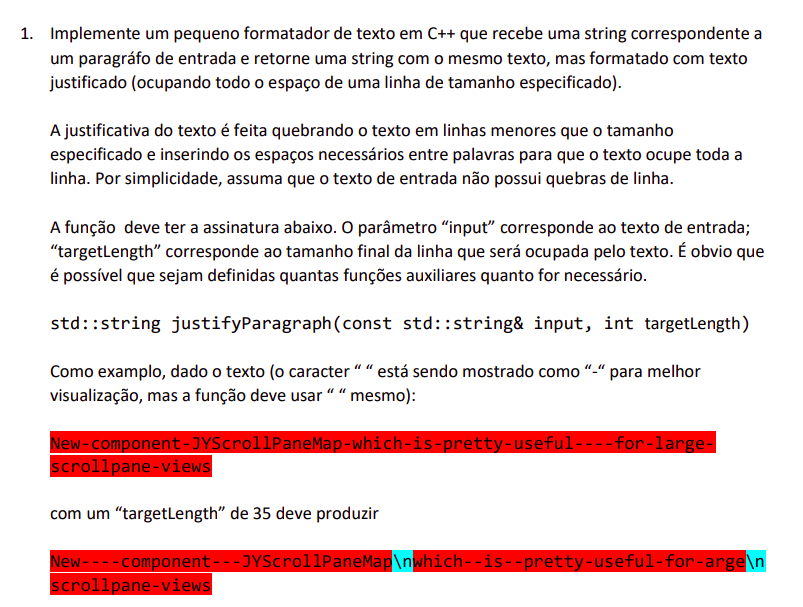 1. Implemente um pequeno formatador de texto em C++ que recebe uma string correspondente a
um paragráfo de entrada e retorne uma string com o mesmo texto, mas formatado com texto
justificado (ocupando todo o espaço de uma linha de tamanho especificado).
A justificativa do texto é feita quebrando o texto em linhas menores que o tamanho
especificado e inserindo os espaços necessários entre palavras para que o texto ocupe toda a
linha. Por simplicidade, assuma que o texto de entrada não possui quebras de linha.
A função  deve ter a assinatura abaixo. O parâmetro “input” corresponde ao texto de entrada;
“targetLength” corresponde ao tamanho final da linha que será ocupada pelo texto. É obvio que
é possível que sejam definidas quantas funções auxiliares quanto for necessário.
std::string justifyParagraph(const std::string& input, int targetLength)
Como exemplo, dado o texto (o caracter “ “ está sendo mostrado como “-“ para melhor
visualização, mas a função deve usar “ “ mesmo):
New-component-JYScrollPaneMap-which-is-pretty-useful----for-large-
scrollpane-views
com um “targetLength” de 35 deve produzir
New----component---JYScrollPaneMap\nwhich--is--pretty-useful-for-arge\n
scrollpane-views